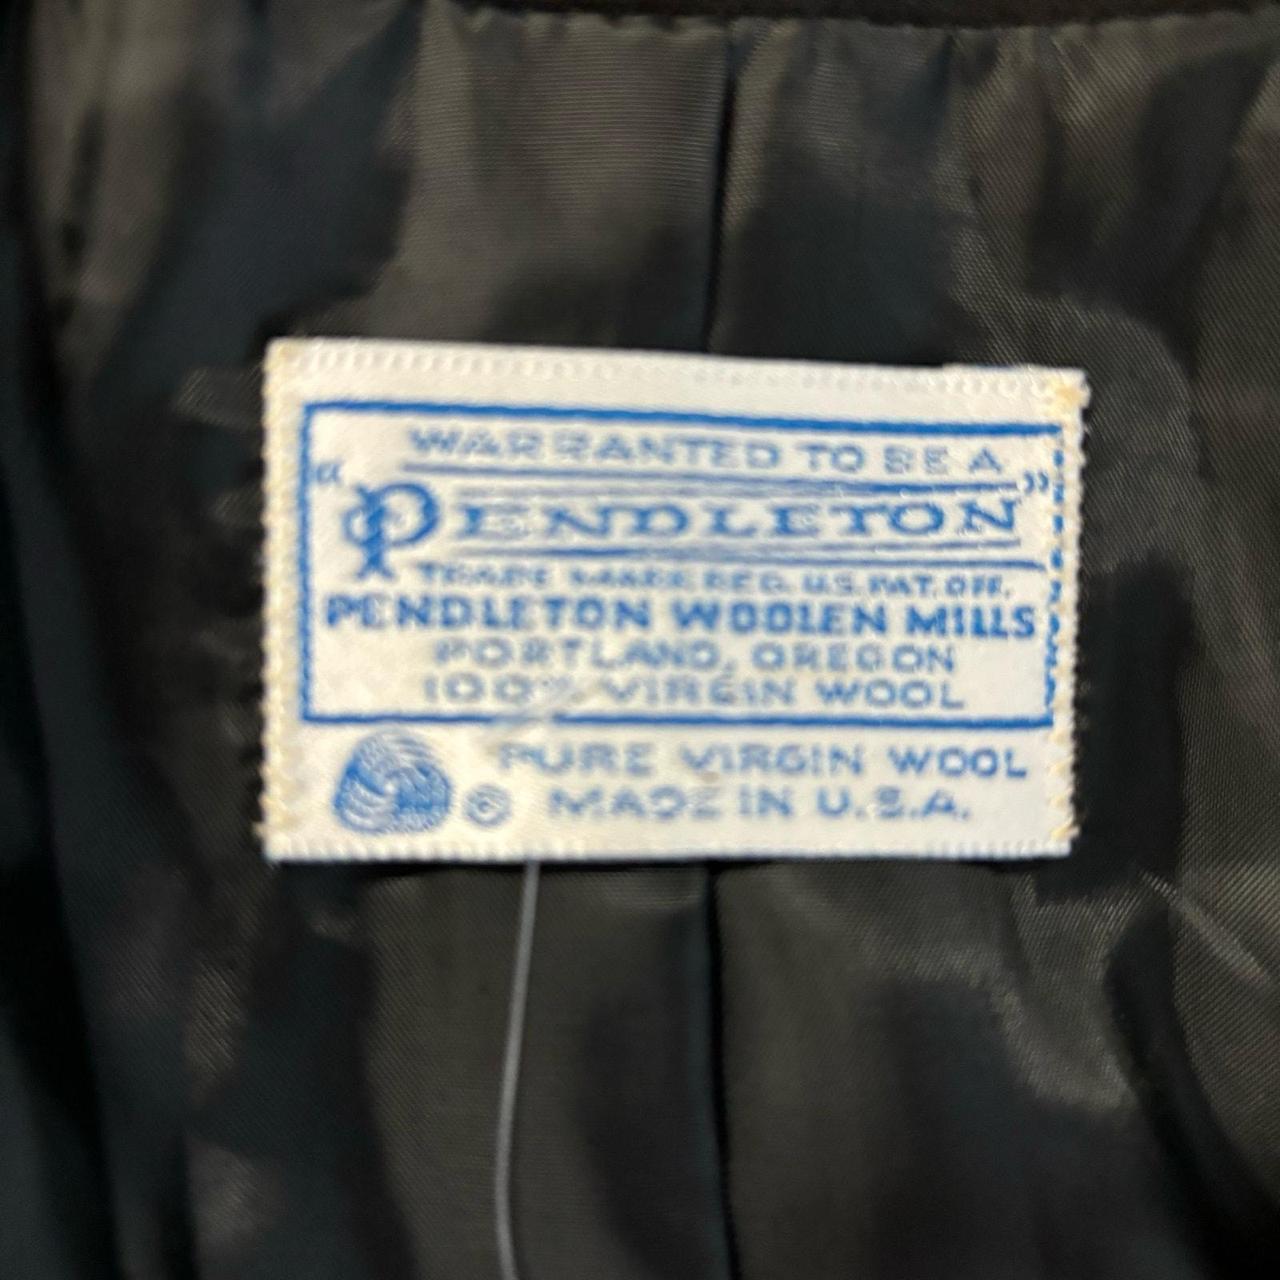 WARRANTED TO BE A
"PENDLETON"
TRADE MARK REG. U.S. PAT. OFF.
PENDLETON WOOLEN MILLS
PORTLAND, OREGON
100% VIRGIN WOOL
PURE VIRGIN WOOL
® MADE IN U.S.A.